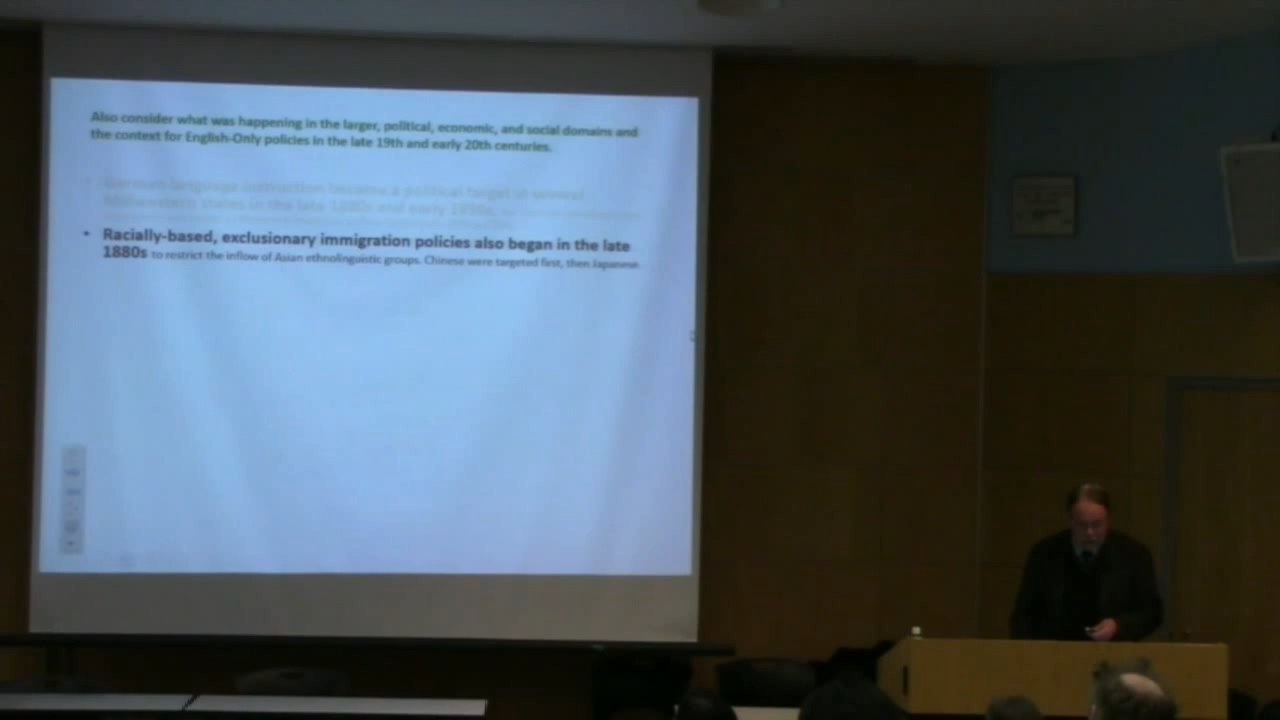 Also consider what was happening in the larger, political, economic, and social domains and
the context for English-Only policies in the late 19th and early 20th centuries.
• German-language instruction became a political target in several
Midwestern states in the late 1880s and early 1890s,
• Racially-based, exclusionary immigration policies also began in the late
1880s to restrict the inflow of Asian ethnolinguistic groups. Chinese were targeted first, then Japanese.